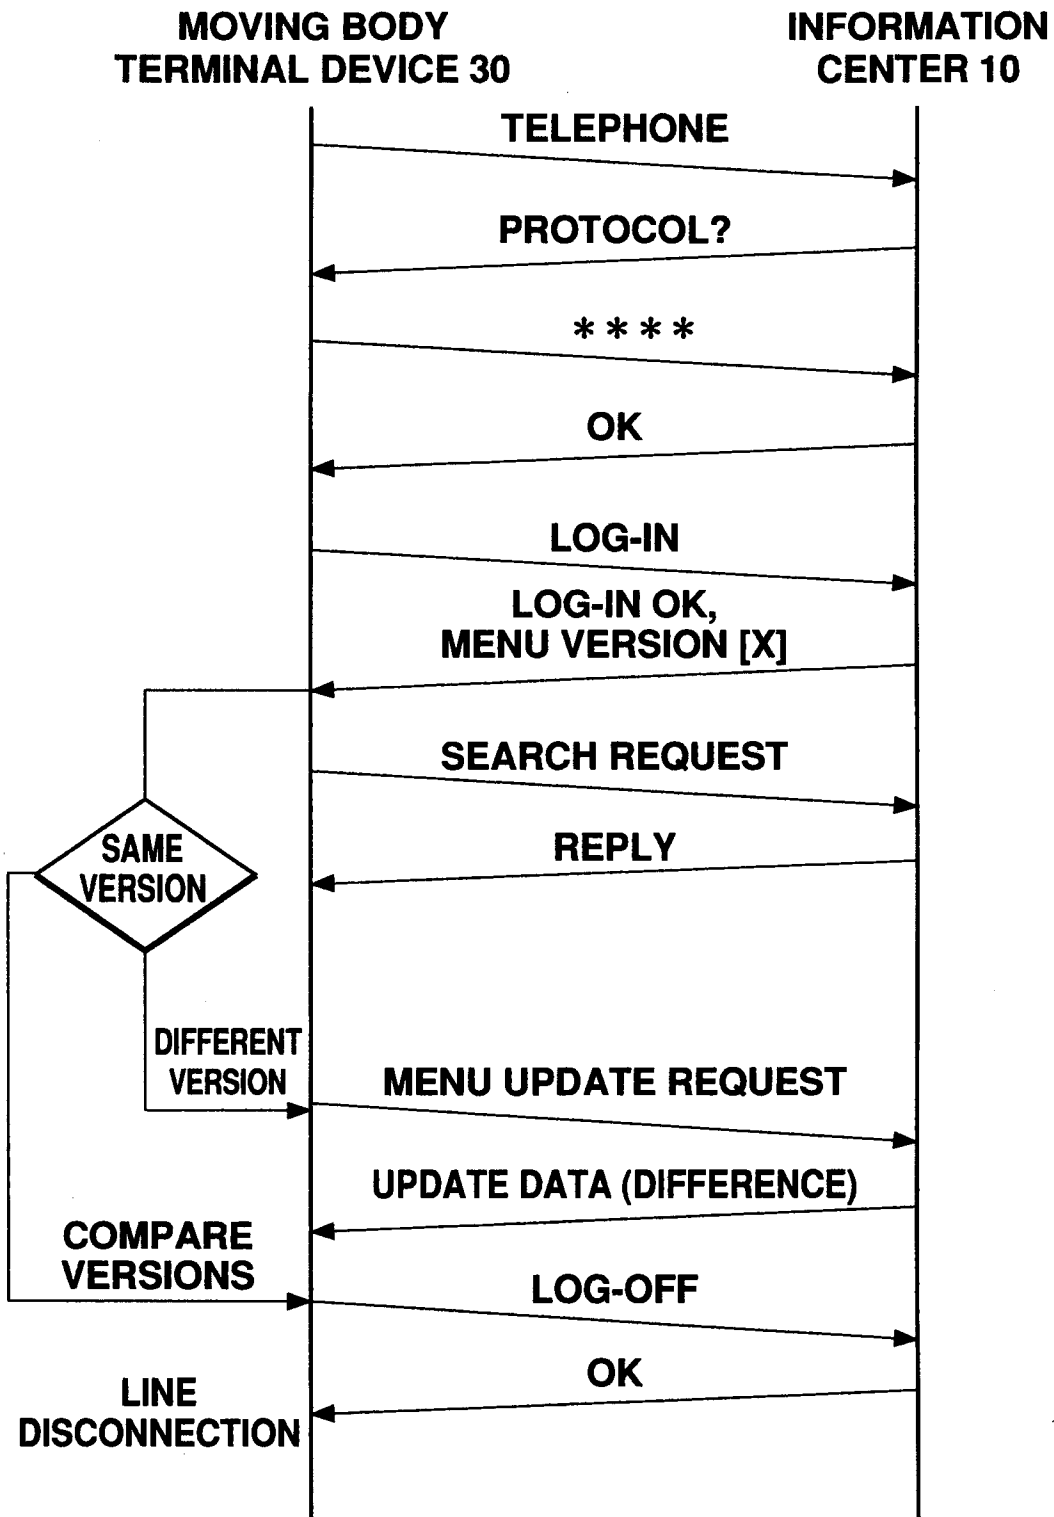 MOVING BODY
TERMINAL DEVICE 30
INFORMATION
CENTER 10
TELEPHONE
PROTOCOL?
* * * *
OK
LOG-IN
LOG-IN OK,
MENU VERSION [X]
SEARCH REQUEST
SAME
VERSION
REPLY
DIFFERENT
VERSION
MENU UPDATE REQUEST
UPDATE DATA (DIFFERENCE)
COMPARE
VERSIONS
LOG-OFF
OK
LINE
DISCONNECTION